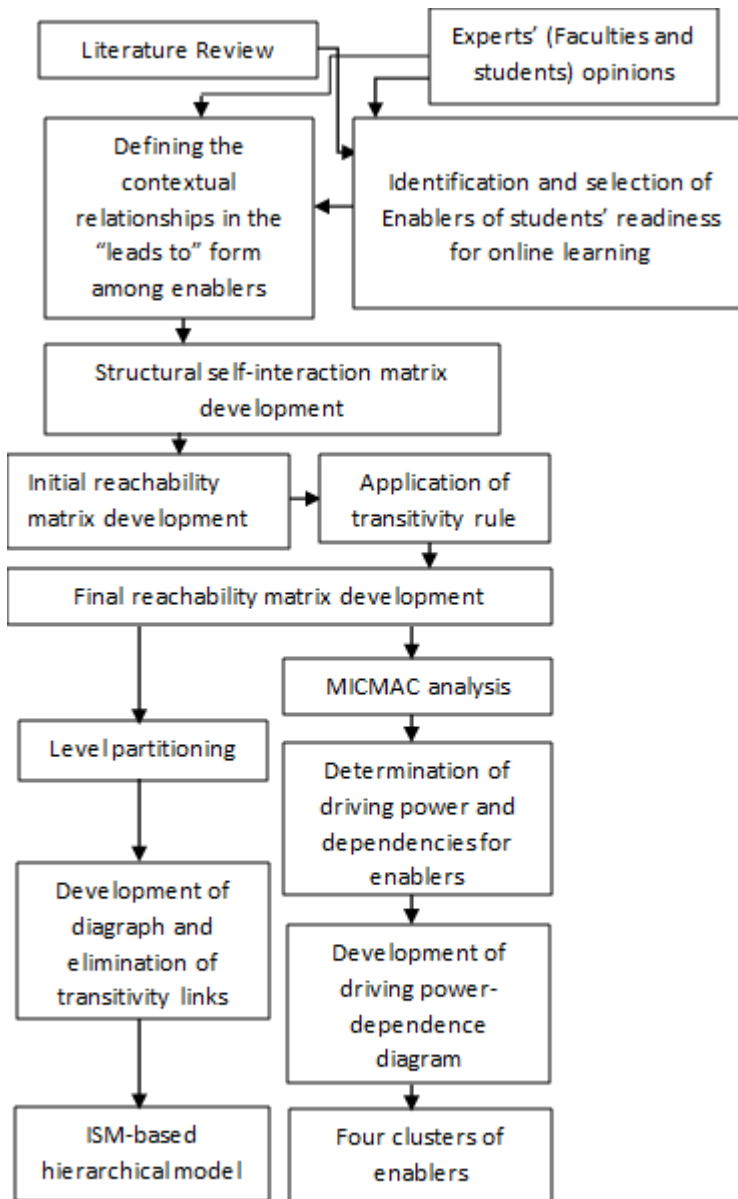 Literature Review
Experts’ (Faculties and
students) opinions
Defining the
contextual
relationships in the
“leads to” form
among enablers
Identification and selection of
Enablers of students’ readiness
for online learning
Structural self-interaction matrix
development
Initial reachability
matrix development
Application of
transitivity rule
Final reachability matrix development
MICMAC analysis
Level partitioning
Determination of
driving power and
dependencies for
enablers
Development of
diagraph and
elimination of
transitivity links
Development of
driving power-
dependence
diagram
ISM-based
hierarchical model
Four clusters of
enablers